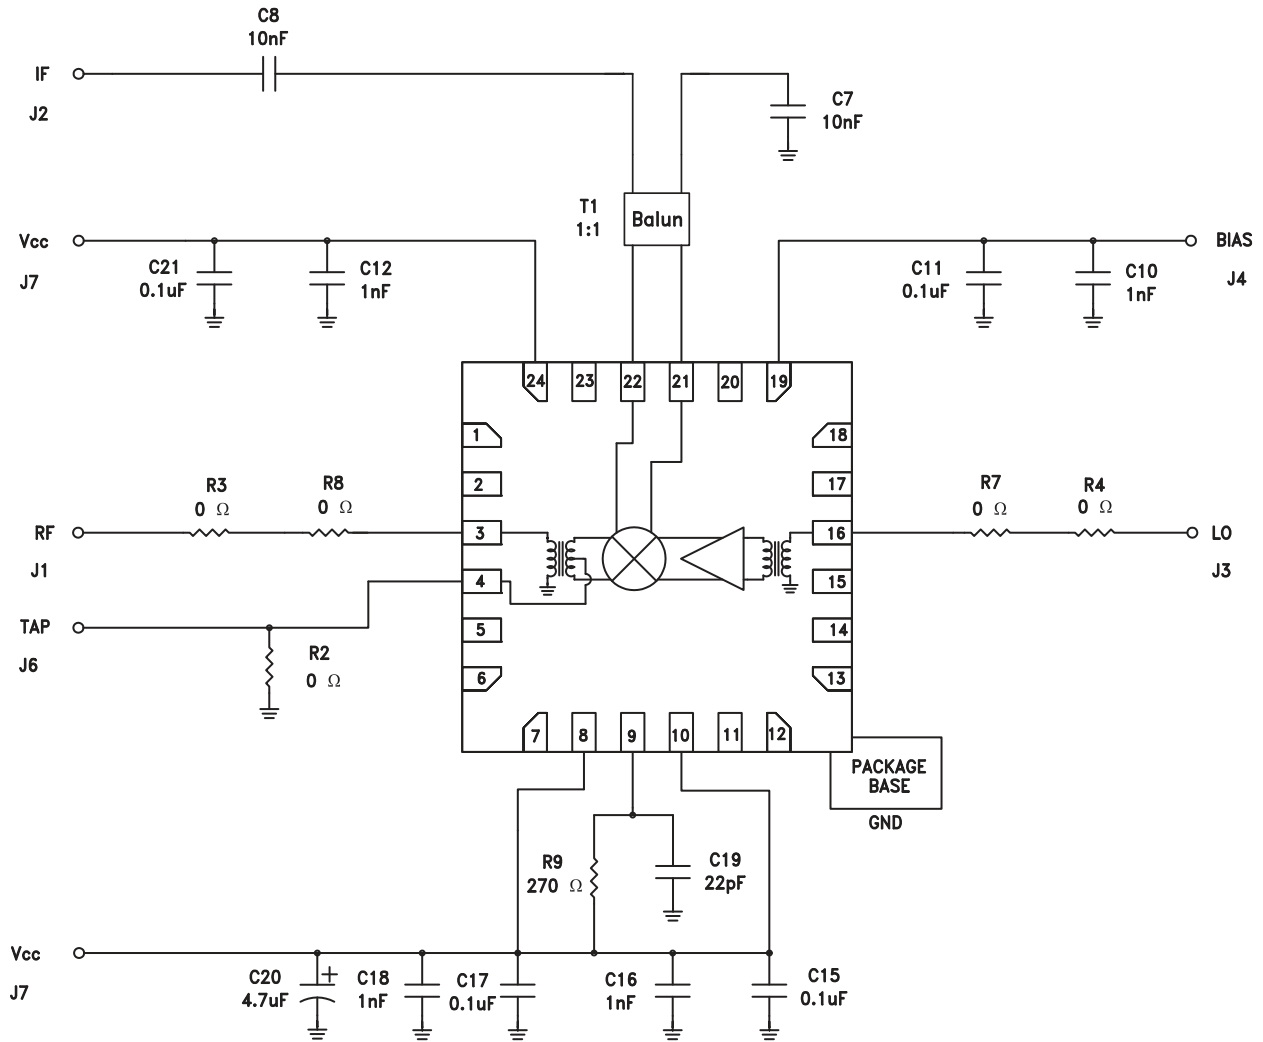 C8
10nF
IF
J2
C7
10nF
T1
1:1
Balun
Vcc
J7
C21
0.1uF
C12
1nF
C11
0.1uF
C10
1nF
BIAS
J4
24
23
22
21
20
19
1
2
3
4
5
6
18
17
16
15
14
13
R3
0 Ω
R8
0 Ω
RF
J1
TAP
J6
R2
0 Ω
R7
0 Ω
R4
0 Ω
LO
J3
7
8
9
10
11
12
PACKAGE
BASE
GND
R9
270 Ω
C19
22pF
Vcc
J7
C20
4.7uF
+
C18
1nF
C17
0.1uF
C16
1nF
C15
0.1uF